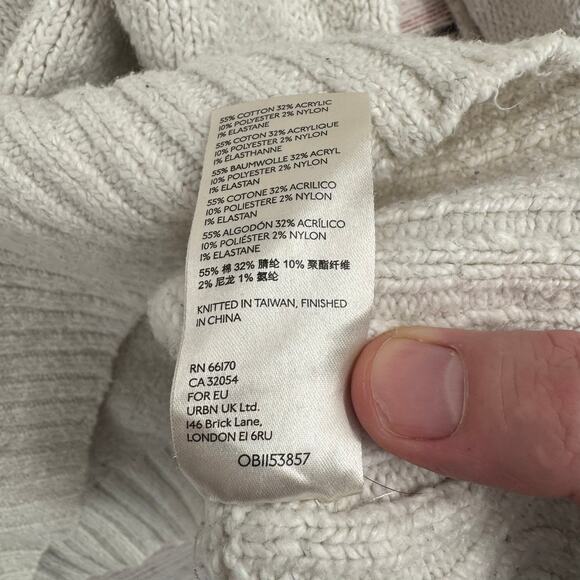 55% COTTON 32% ACRYLIC
10% POLYESTER 2% NYLON
1% ELASTANE
55% COTON 32% ACRYLIQUE
10% POLYESTER 2% NYLON
1% ÉLASTHANNE
55% BAUMWOLLE 32% ACRYL
10% POLYESTER 2% NYLON
1% ELASTAN
55% COTONE 32% ACRILICO
10% POLIESTERE 2% NYLON
1% ELASTAN
55% ALGODÓN 32% ACRÍLICO
10% POLIÉSTER 2% NYLON
1% ELASTANE
55% 棉 32% 腈纶 10% 聚酯纤维
2% 尼龙 1% 氨纶
KNITTED IN TAIWAN, FINISHED
IN CHINA
RN 66170
CA 32054
FOR EU
URBN UK Ltd.
146 Brick Lane,
LONDON E1 6RU
OB1153857